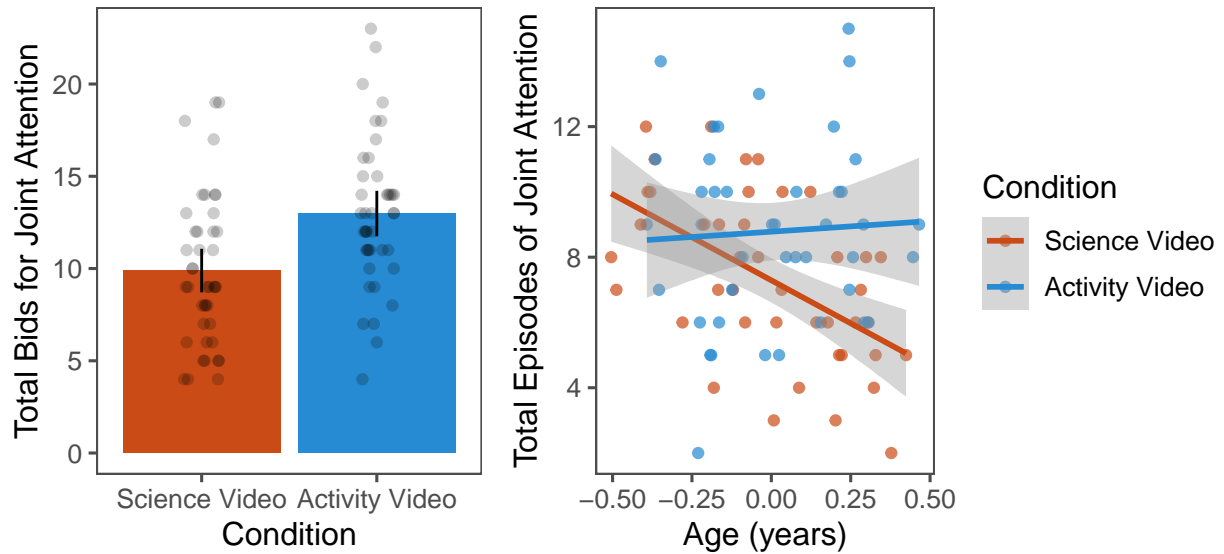 Total Bids for Joint Attention
20
15
10
5
0
Science Video Activity Video
Condition
Total Episodes of Joint Attention
12
8
4
−0.50 −0.25 0.00 0.25 0.50
Age (years)
Condition
Science Video
Activity Video